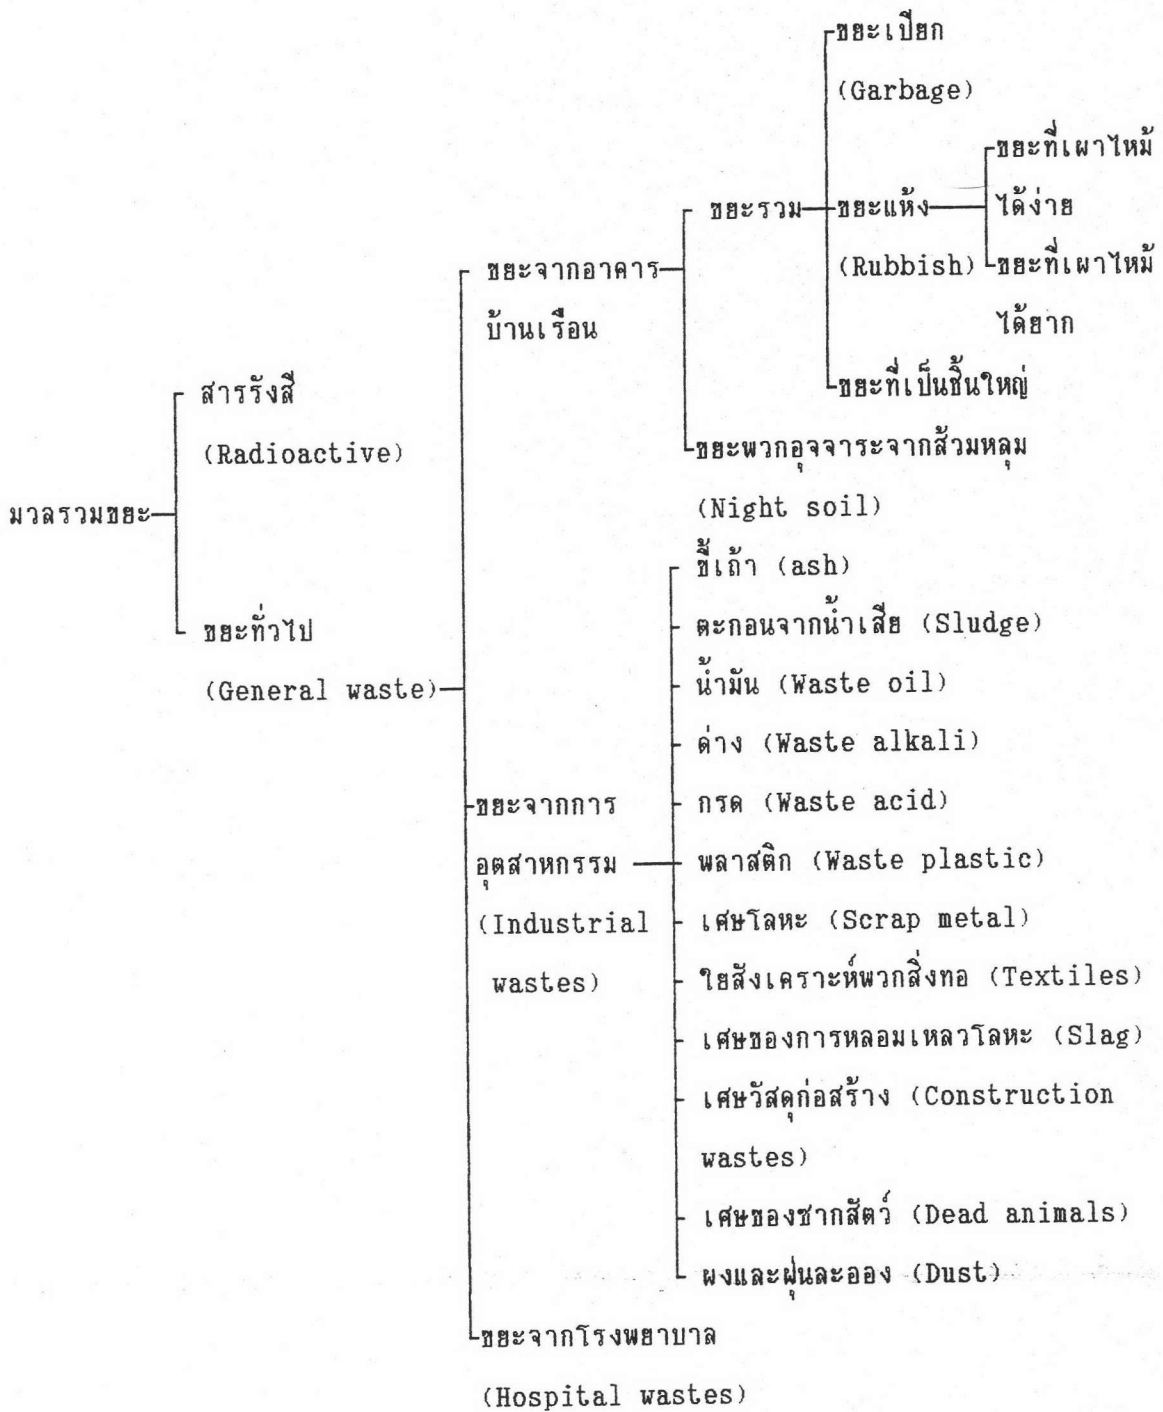 ขยะเปียก
(Garbage)
ขยะที่เผาไหม้
ขยะรวม
ขยะแห้ง
ได้ง่าย
ขยะจากอาคาร
(Rubbish)
ขยะที่เผาไหม้
บ้านเรือน
ได้ยาก
สารรังสี
ขยะที่เป็นชิ้นใหญ่
(Radioactive)
ขยะพวกอุจจาระจากส้วมหลุม
มวลรวมขยะ
(Night soil)
ขี้เถ้า (ash)
ขยะทั่วไป
ตะกอนจากน้ำเสีย (Sludge)
(General waste)
น้ำมัน (Waste oil)
ด่าง (Waste alkali)
ขยะจากการ
กรด (Waste acid)
อุตสาหกรรม
พลาสติก (Waste plastic)
(Industrial
เศษโลหะ (Scrap metal)
wastes)
ใยสังเคราะห์พวกสิ่งทอ (Textiles)
เศษของการหลอมเหลวโลหะ (Slag)
เศษวัสดุก่อสร้าง (Construction
wastes)
เศษของซากสัตว์ (Dead animals)
ผงและฝุ่นละออง (Dust)
ขยะจากโรงพยาบาล
(Hospital wastes)